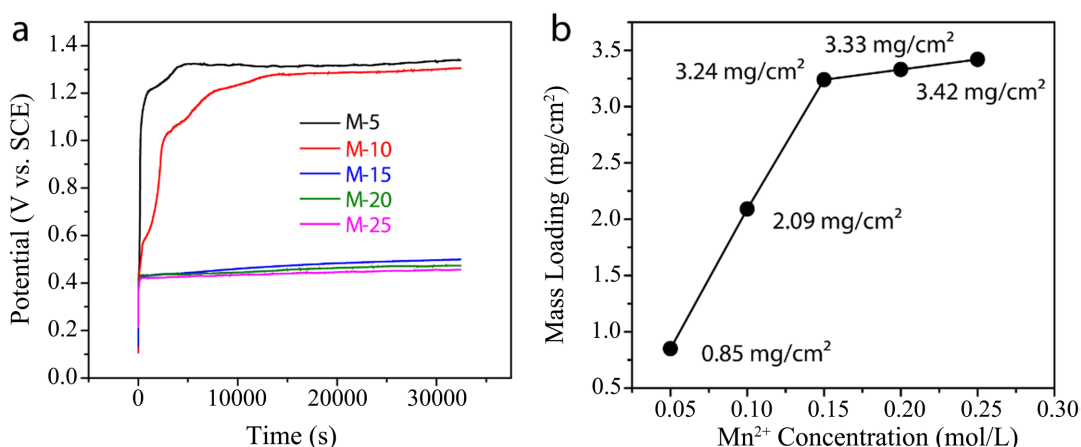 a
1.4
1.2
1.0
0.8
0.6
0.4
0.2
0.0
Potential (V vs. SCE)
M-5
M-10
M-15
M-20
M-25
0
10000
20000
30000
Time (s)
b
3.5
3.0
2.5
2.0
1.5
1.0
0.5
Mass Loading (mg/cm²)
3.33 mg/cm²
3.24 mg/cm²
3.42 mg/cm²
2.09 mg/cm²
0.85 mg/cm²
0.05
0.10
0.15
0.20
0.25
0.30
Mn²⁺ Concentration (mol/L)